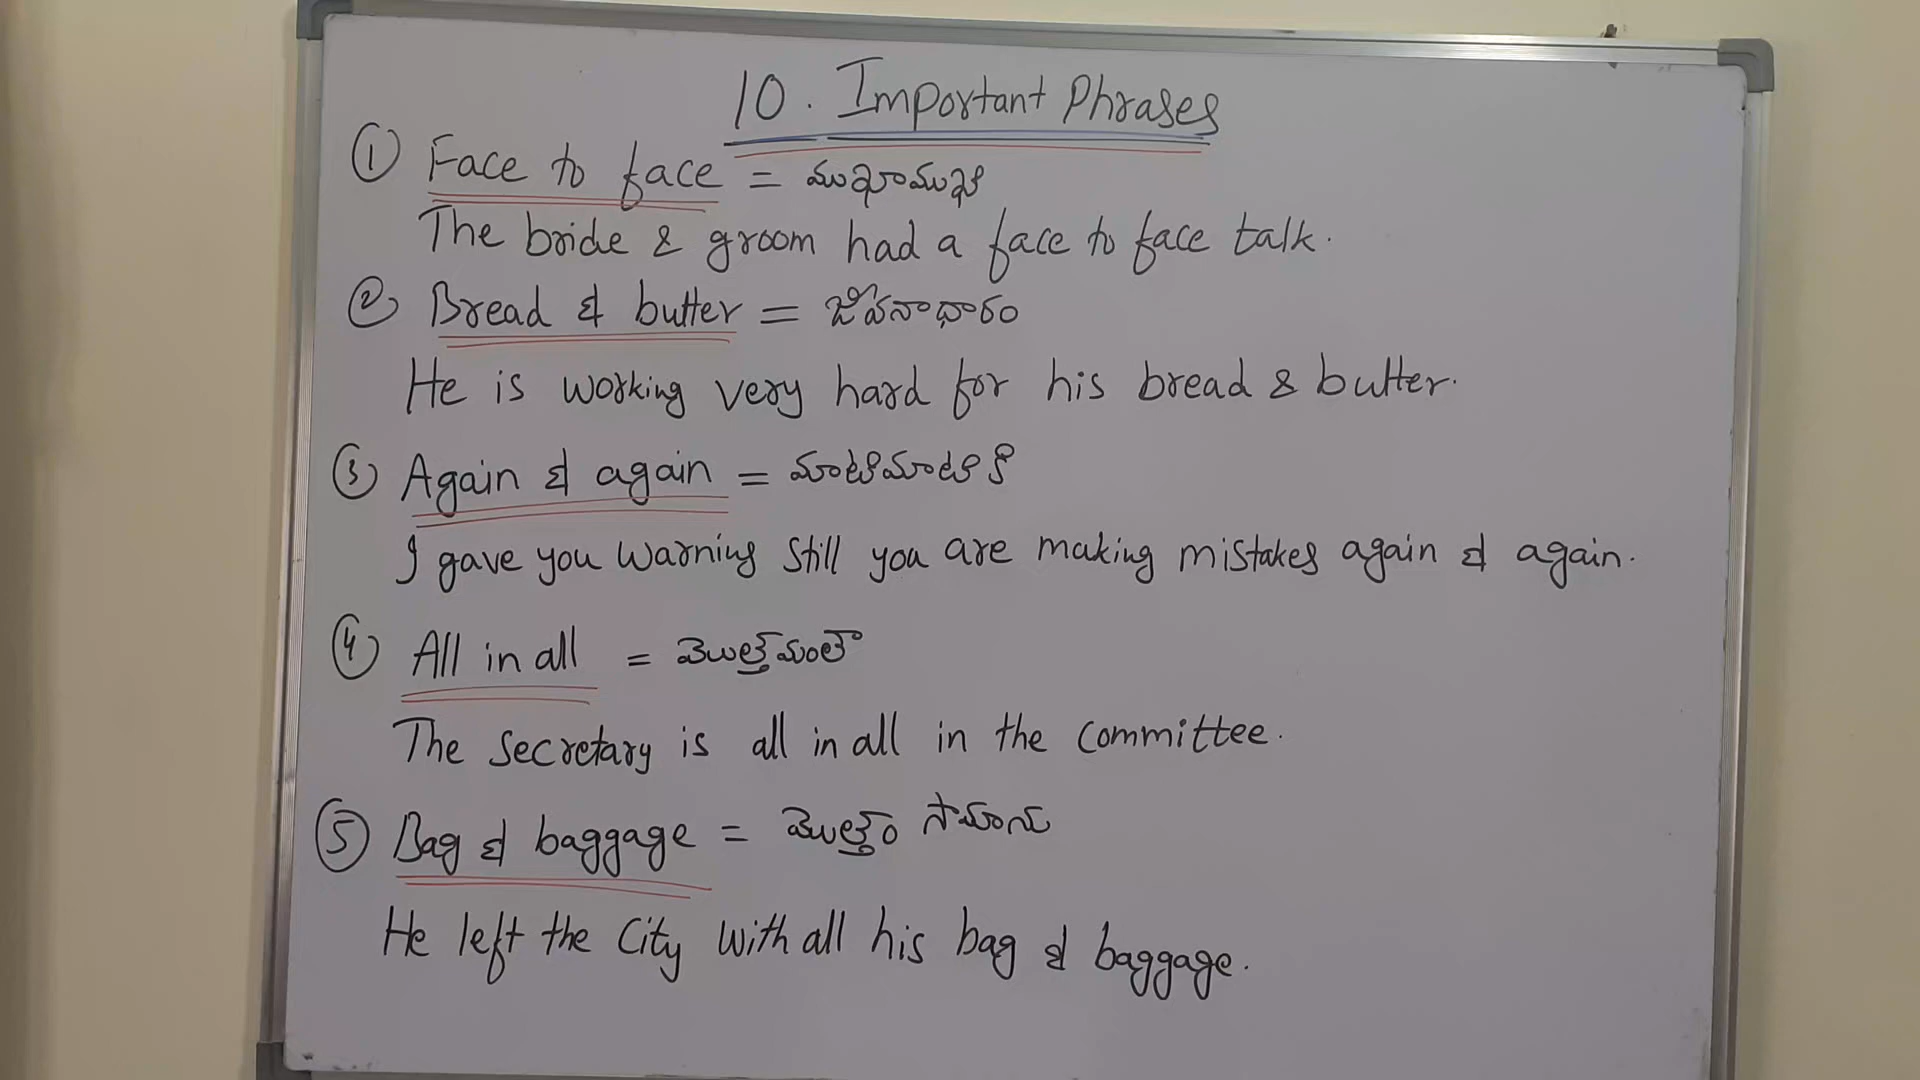 10. Important Phrases
① Face to face = ముఖాముఖి
The bride & groom had a face to face talk.
② Bread & butter = జీవనాధారం
He is working very hard for his bread & butter.
③ Again & again = మాటిమాటికి
I gave you warning still you are making mistakes again & again.
④ All in all = మొత్తమంతా
The secretary is all in all in the committee.
⑤ Bag & baggage = మొత్తం సామాను
He left the city with all his bag & baggage.